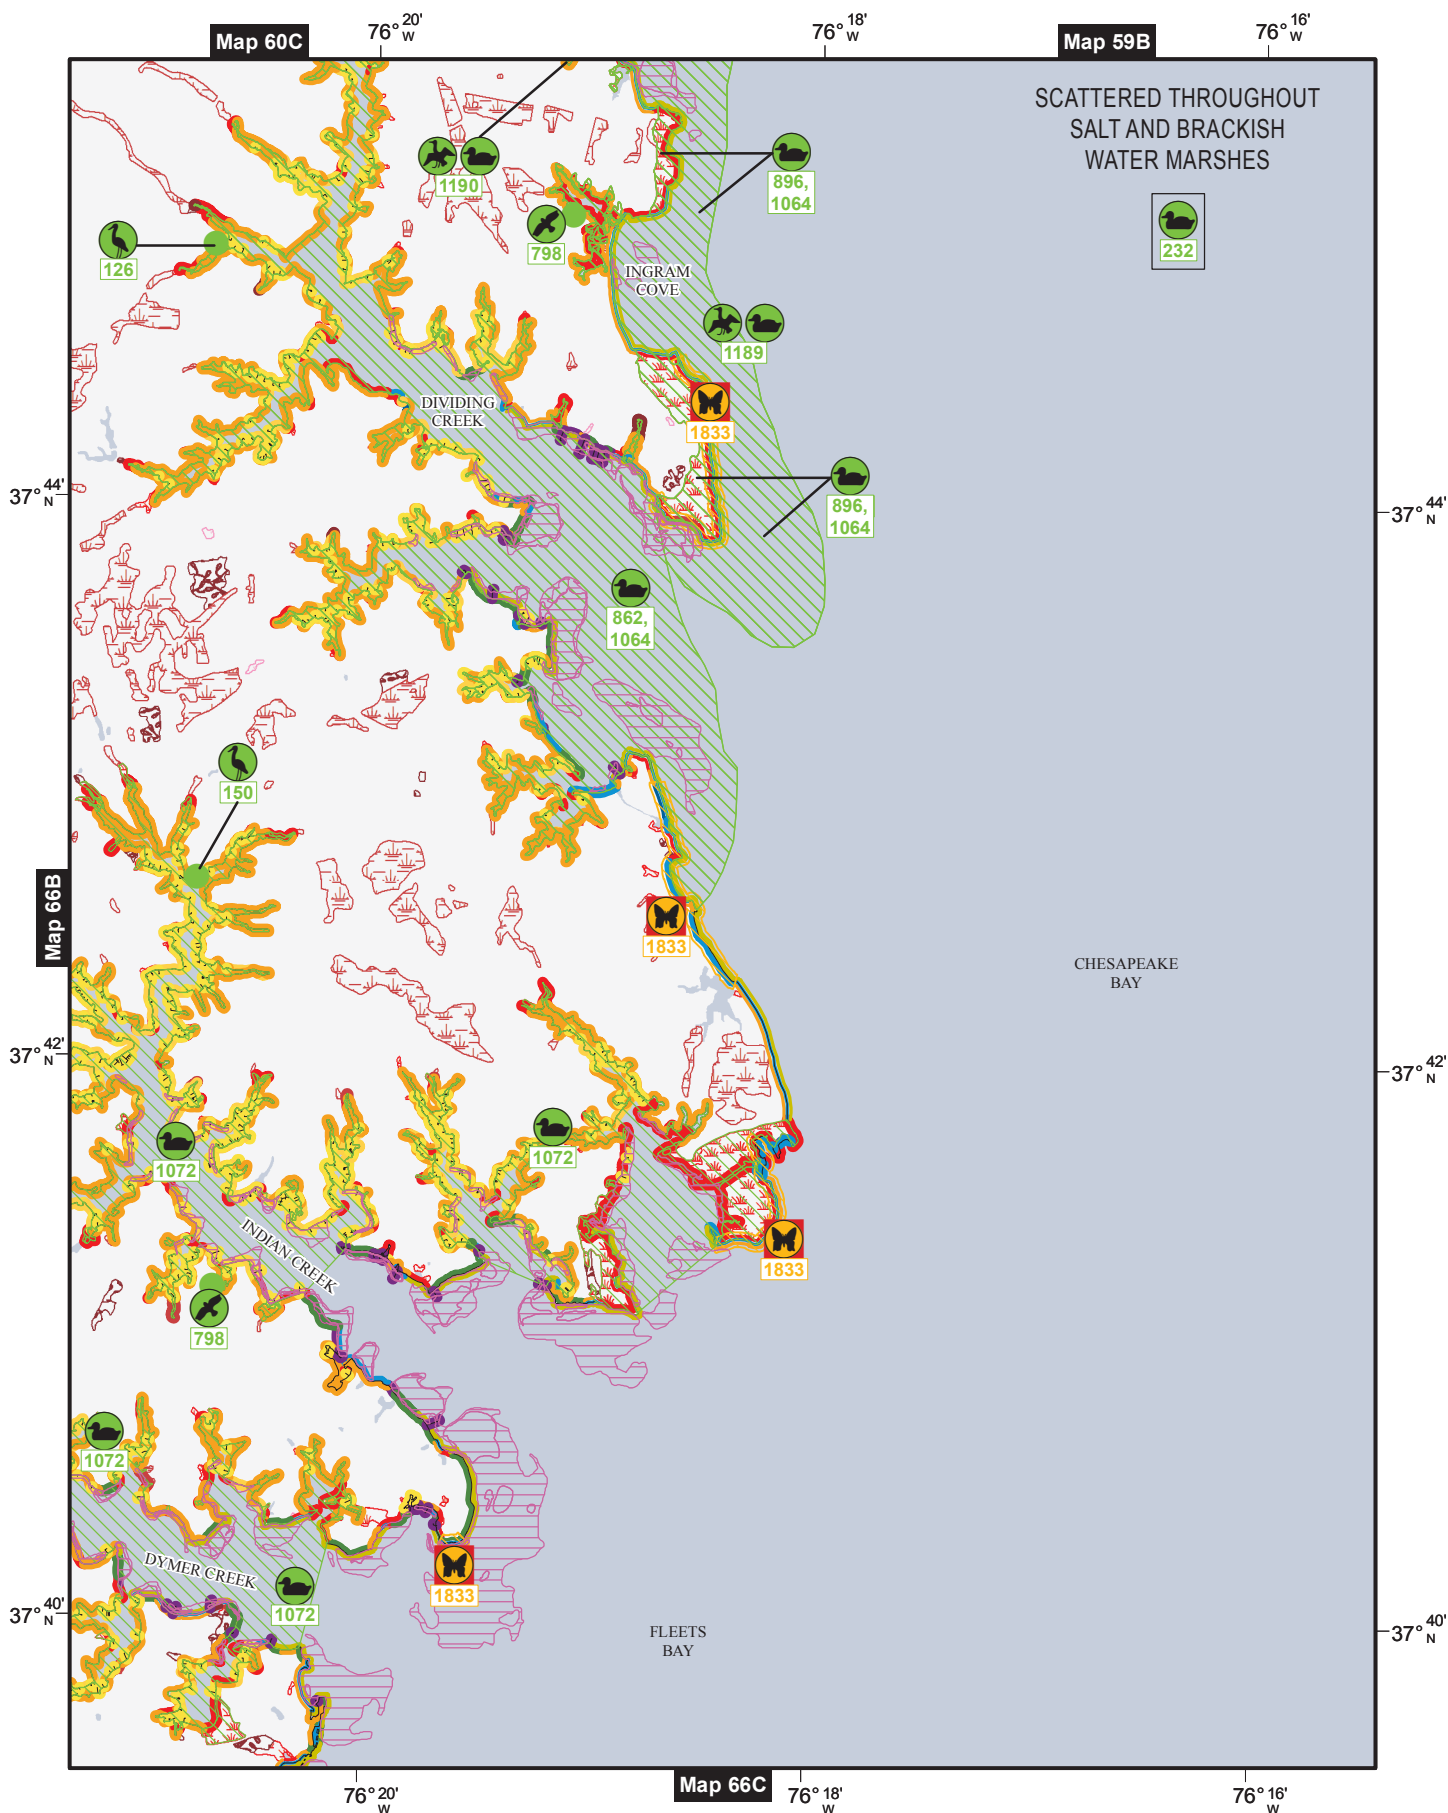 76° 20' W
76° 18' W
76° 16' W
Map 60C
Map 59B
SCATTERED THROUGHOUT
SALT AND BRACKISH
WATER MARSHES
232
1190
896,
1064
126
798
INGRAM
COVE
1189
DIVIDING
CREEK
1833
37° 44' N
896,
1064
37° 44' N
862,
1064
150
Map 66B
1833
CHESAPEAKE
BAY
37° 42' N
37° 42' N
1072
1072
INDIAN CREEK
1833
798
1072
DYMER CREEK
1072
1833
37° 40' N
FLEETS
BAY
37° 40' N
Map 66C
76° 20' W
76° 18' W
76° 16' W